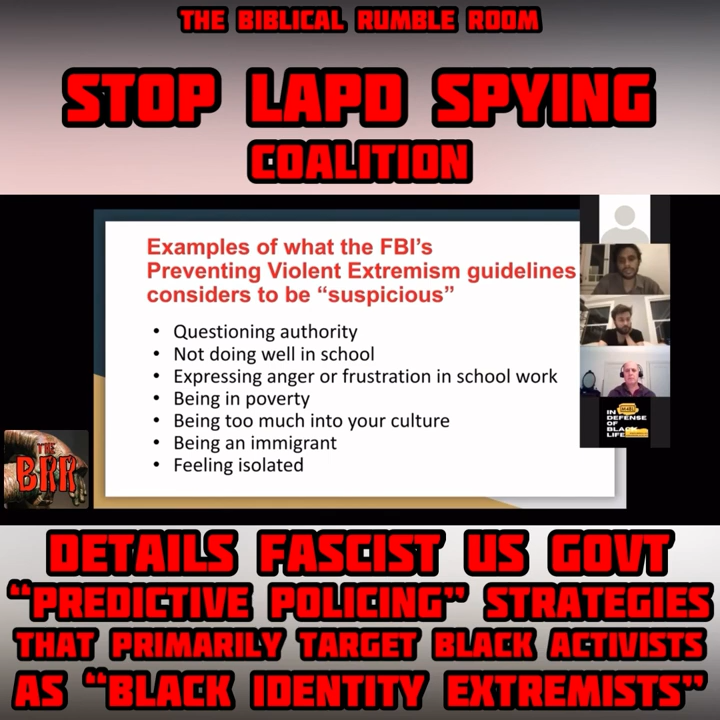 THE BIBLICAL RUMBLE ROOM
STOP LAPD SPYING
COALITION
Examples of what the FBI's
Preventing Violent Extremism guidelines
considers to be “suspicious”
• Questioning authority
• Not doing well in school
• Expressing anger or frustration in school work
• Being in poverty
• Being too much into your culture
• Being an immigrant
• Feeling isolated
IN
DEFENSE
OF
BLACK
LIFE
THE
BRR
DETAILS FASCIST US GOVT
“PREDICTIVE POLICING” STRATEGIES
THAT PRIMARILY TARGET BLACK ACTIVISTS
AS “BLACK IDENTITY EXTREMISTS”